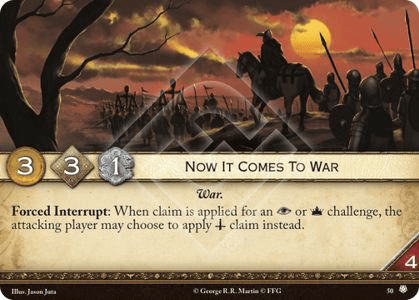 3 3 1 Now It Comes To War
War.
Forced Interrupt: When claim is applied for an or challenge, the
attacking player may choose to apply claim instead.
4
Illus. Jason Juta © George R.R. Martin © FFG 50